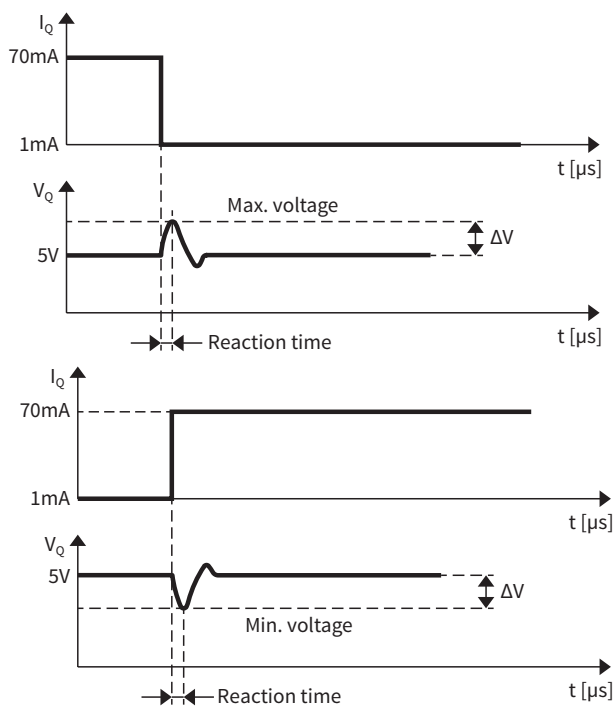 I_Q
70mA
1mA
t [µs]
V_Q
Max. voltage
5V
ΔV
t [µs]
Reaction time
I_Q
70mA
1mA
t [µs]
V_Q
5V
ΔV
Min. voltage
t [µs]
Reaction time